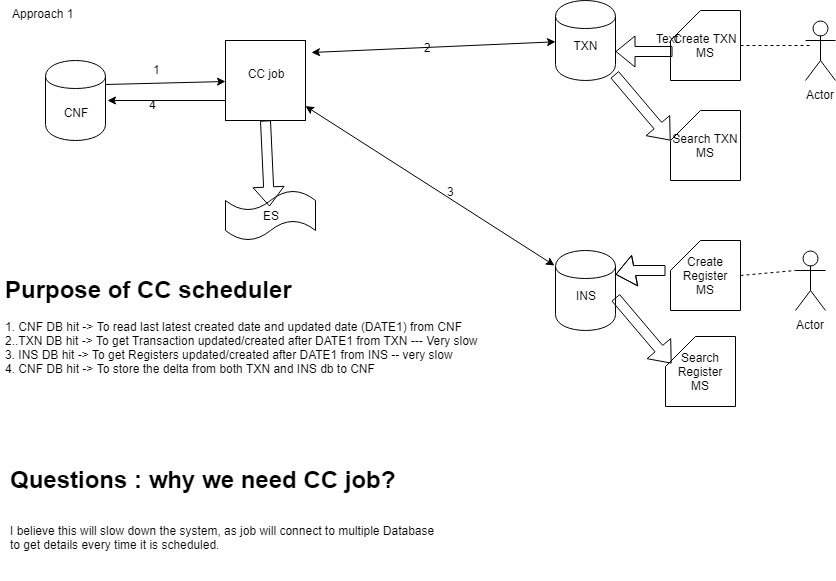 Approach 1
TXN
Text
Create TXN
MS
Actor
CC job
1
2
CNF
4
Search TXN
MS
3
ES
Create
Register
MS
INS
Actor
Search
Register
MS
Purpose of CC scheduler
1. CNF DB hit -> To read last latest created date and updated date (DATE1) from CNF
2..TXN DB hit -> To get Transaction updated/created after DATE1 from TXN --- Very slow
3. INS DB hit -> To get Registers updated/created after DATE1 from INS -- very slow
4. CNF DB hit -> To store the delta from both TXN and INS db to CNF
Questions : why we need CC job?
I believe this will slow down the system, as job will connect to multiple Database
to get details every time it is scheduled.